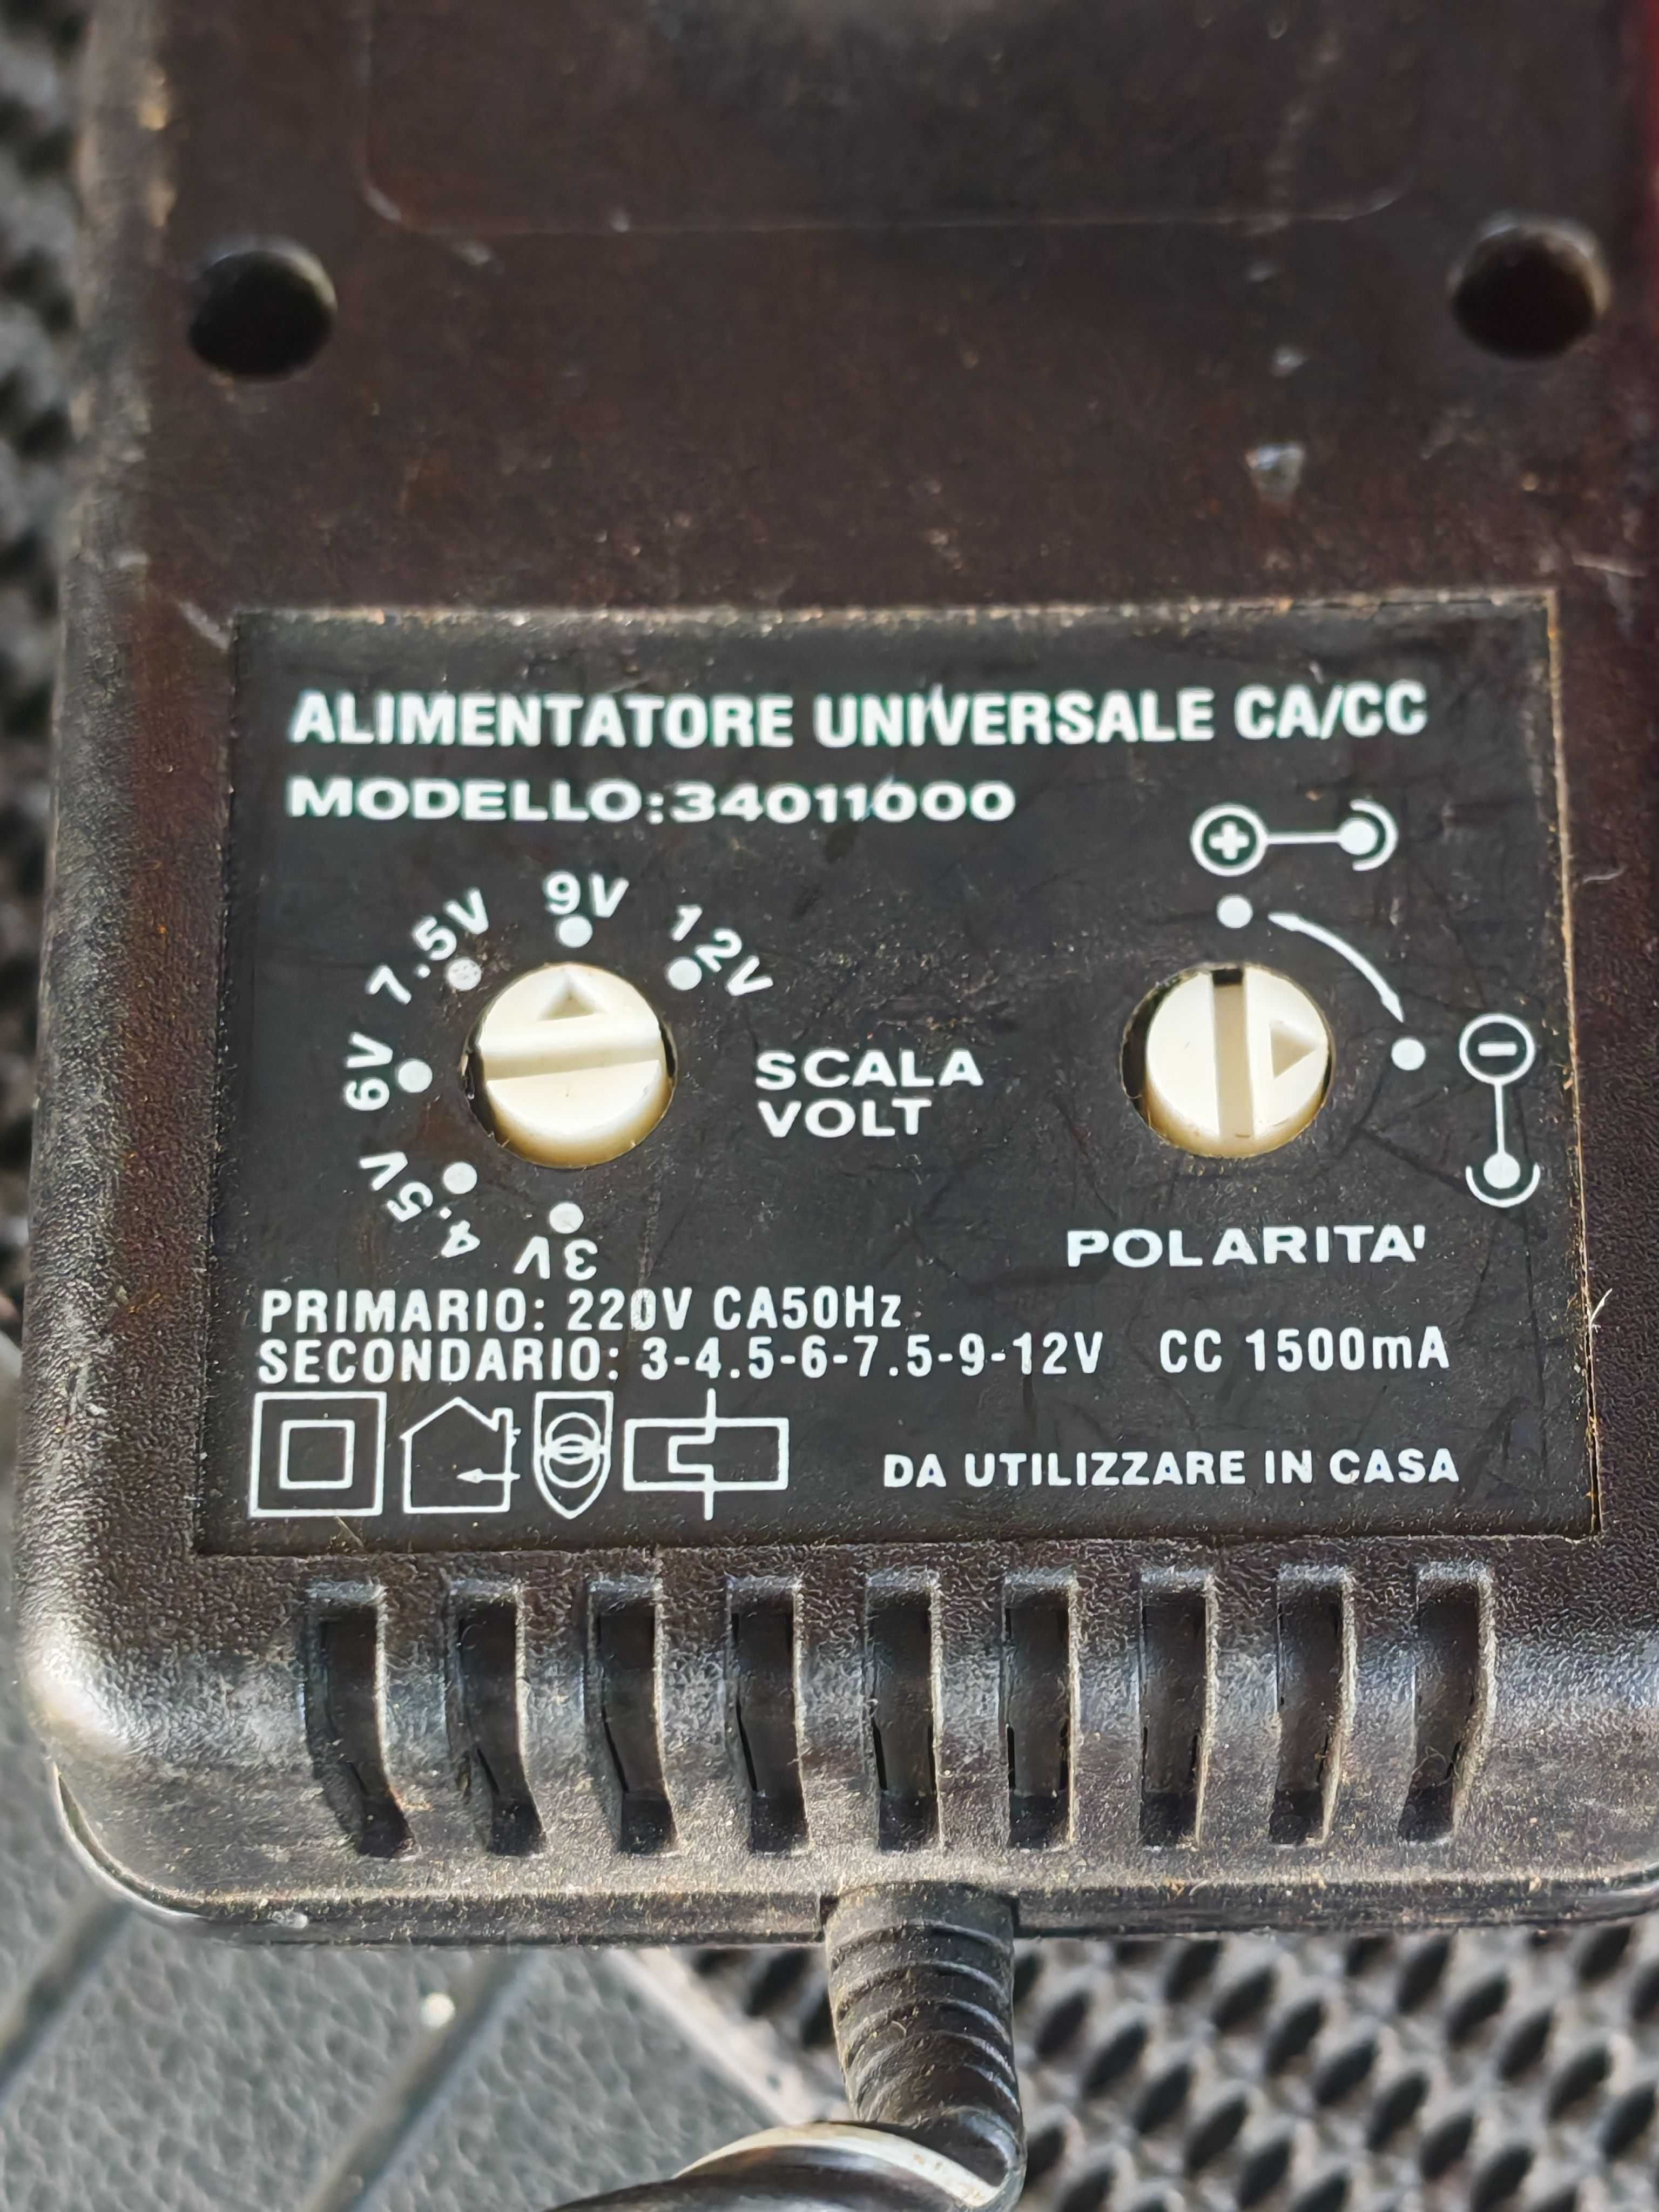 ALIMENTATORE UNIVERSALE CA/CC
MODELLO:34011000
9V
12V
7.5V
6V
4.5V
3V
SCALA
VOLT
+
-
POLARITA'
PRIMARIO: 220V CA50Hz
SECONDARIO: 3-4.5-6-7.5-9-12V CC 1500mA
DA UTILIZZARE IN CASA